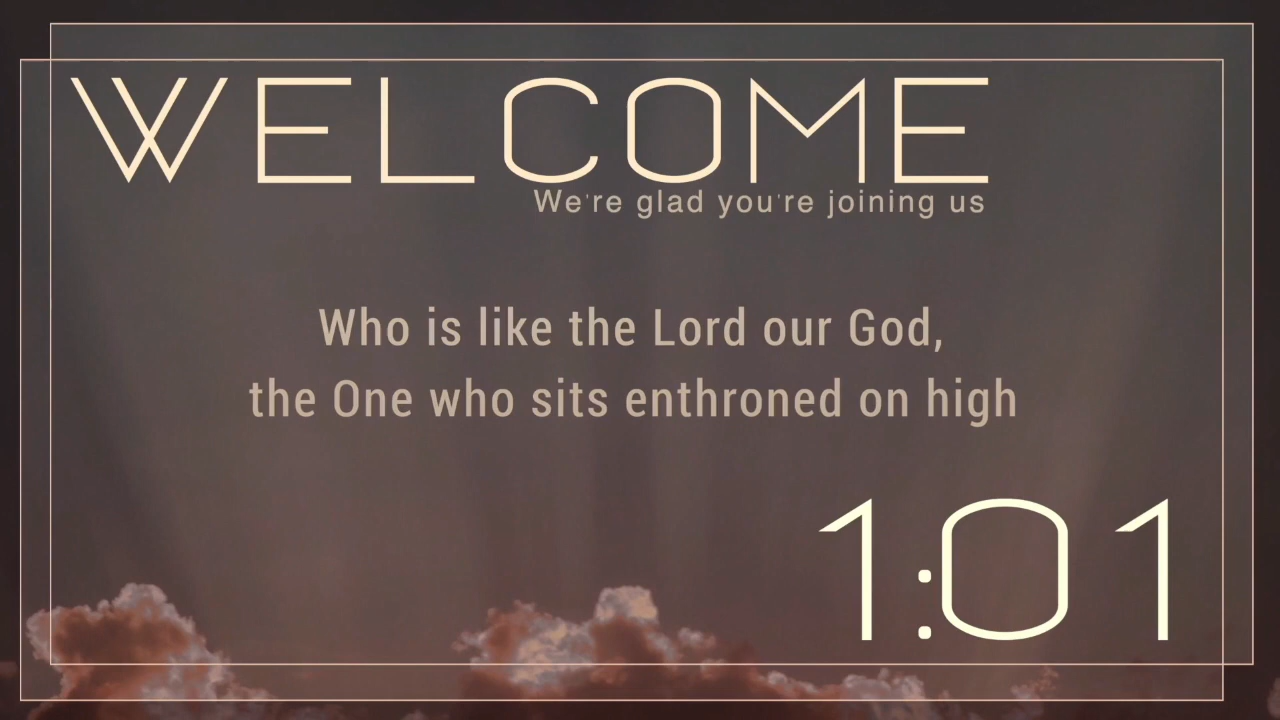 WELCOME
We're glad you're joining us
Who is like the Lord our God,
the One who sits enthroned on high
1:01